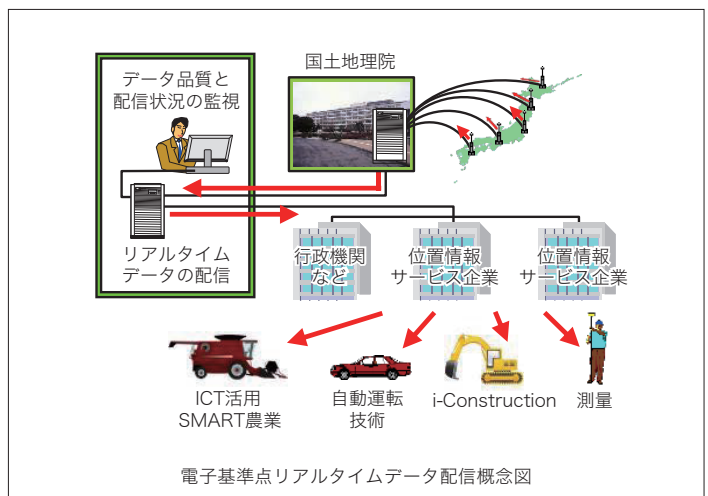 データ品質と
配信状況の監視
国土地理院
リアルタイム
データの配信
行政機関
など
位置情報
サービス企業
位置情報
サービス企業
ICT活用
SMART農業
自動運転
技術
i-Construction
測量
電子基準点リアルタイムデータ配信概念図